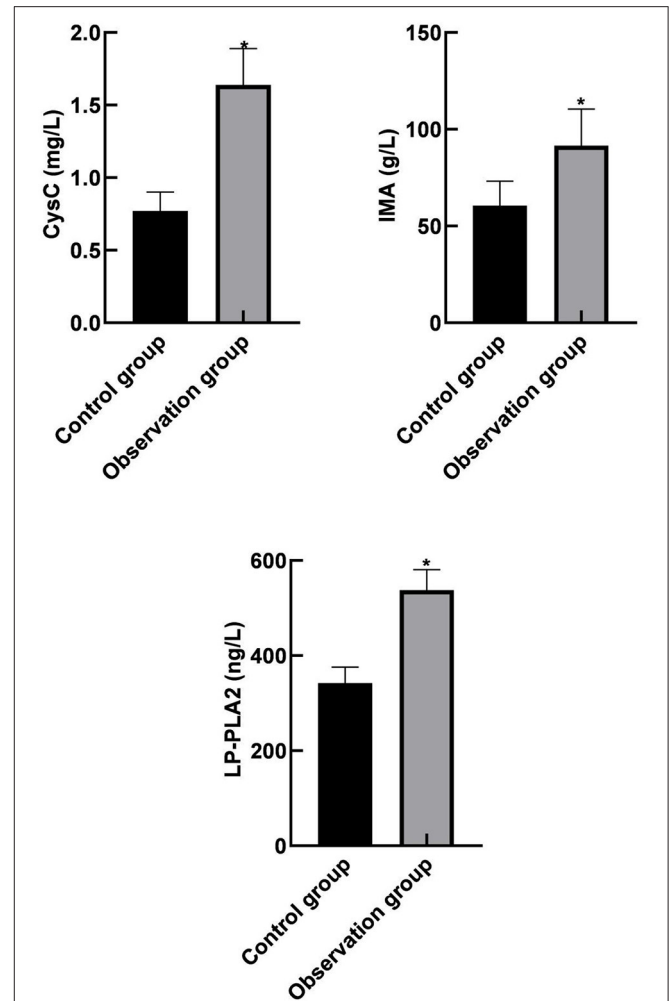 CysC (mg/L)
2.0
1.5
1.0
0.5
0.0
*
Control group
Observation group
IMA (g/L)
150
100
50
0
*
Control group
Observation group
LP-PLA2 (ng/L)
600
400
200
0
*
Control group
Observation group